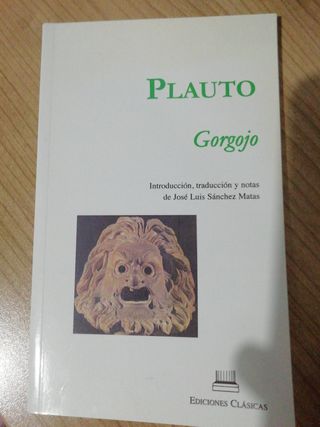 PLAUTO
Gorgojo
Introducción, traducción y notas
de José Luis Sánchez Matas
EDICIONES CLÁSICAS